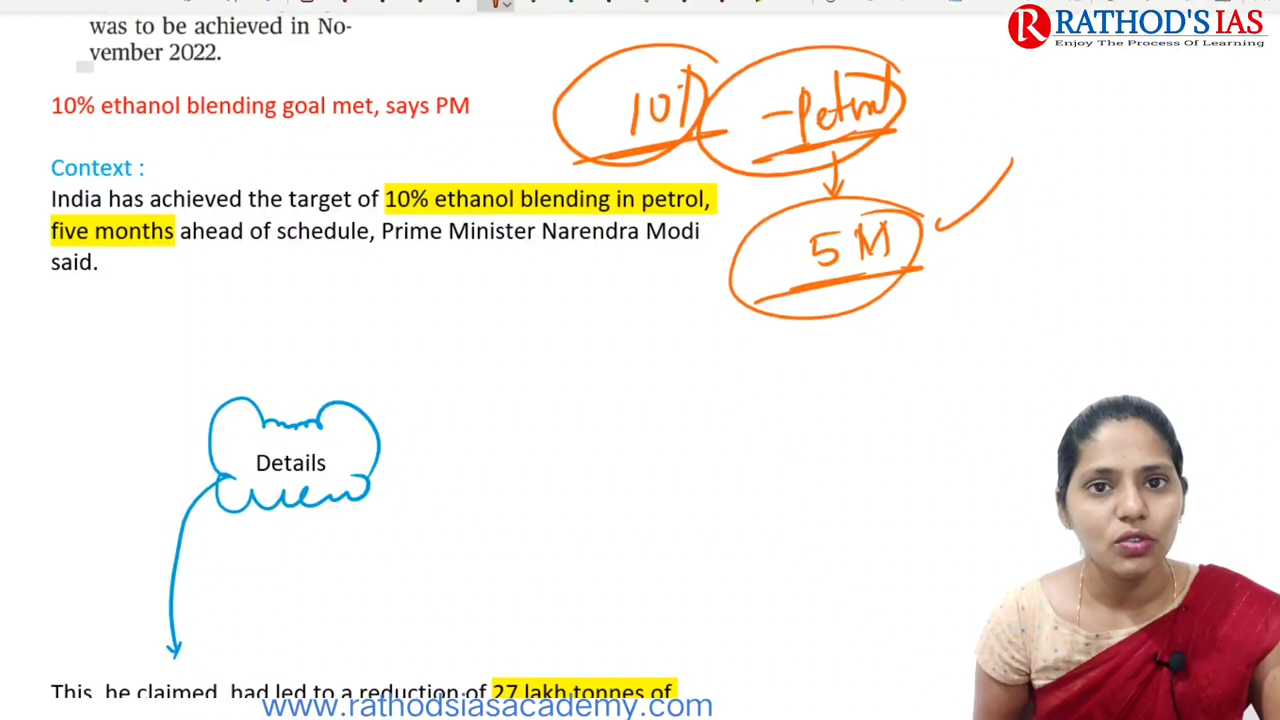 was to be achieved in No-
vember 2022.
RATHOD'S IAS
Enjoy The Process Of Learning
10% ethanol blending goal met, says PM
10% - Petrol
Context :
India has achieved the target of 10% ethanol blending in petrol,
five months ahead of schedule, Prime Minister Narendra Modi
said.
5 M
Details
This, he claimed, had led to a reduction of 27 lakh tonnes of
www.rathodsiasacademy.com